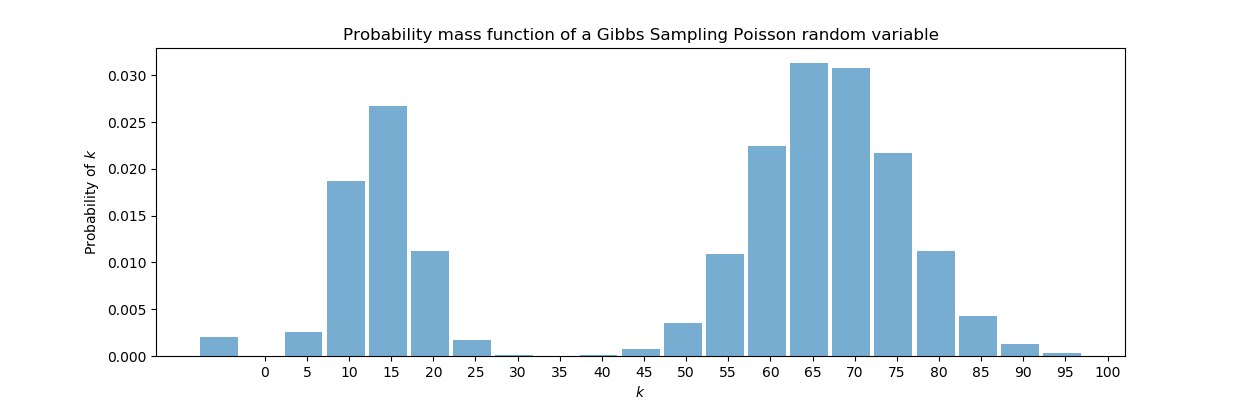 Probability mass function of a Gibbs Sampling Poisson random variable
Probability of k
0.030
0.025
0.020
0.015
0.010
0.005
0.000
0 5 10 15 20 25 30 35 40 45 50 55 60 65 70 75 80 85 90 95 100
k